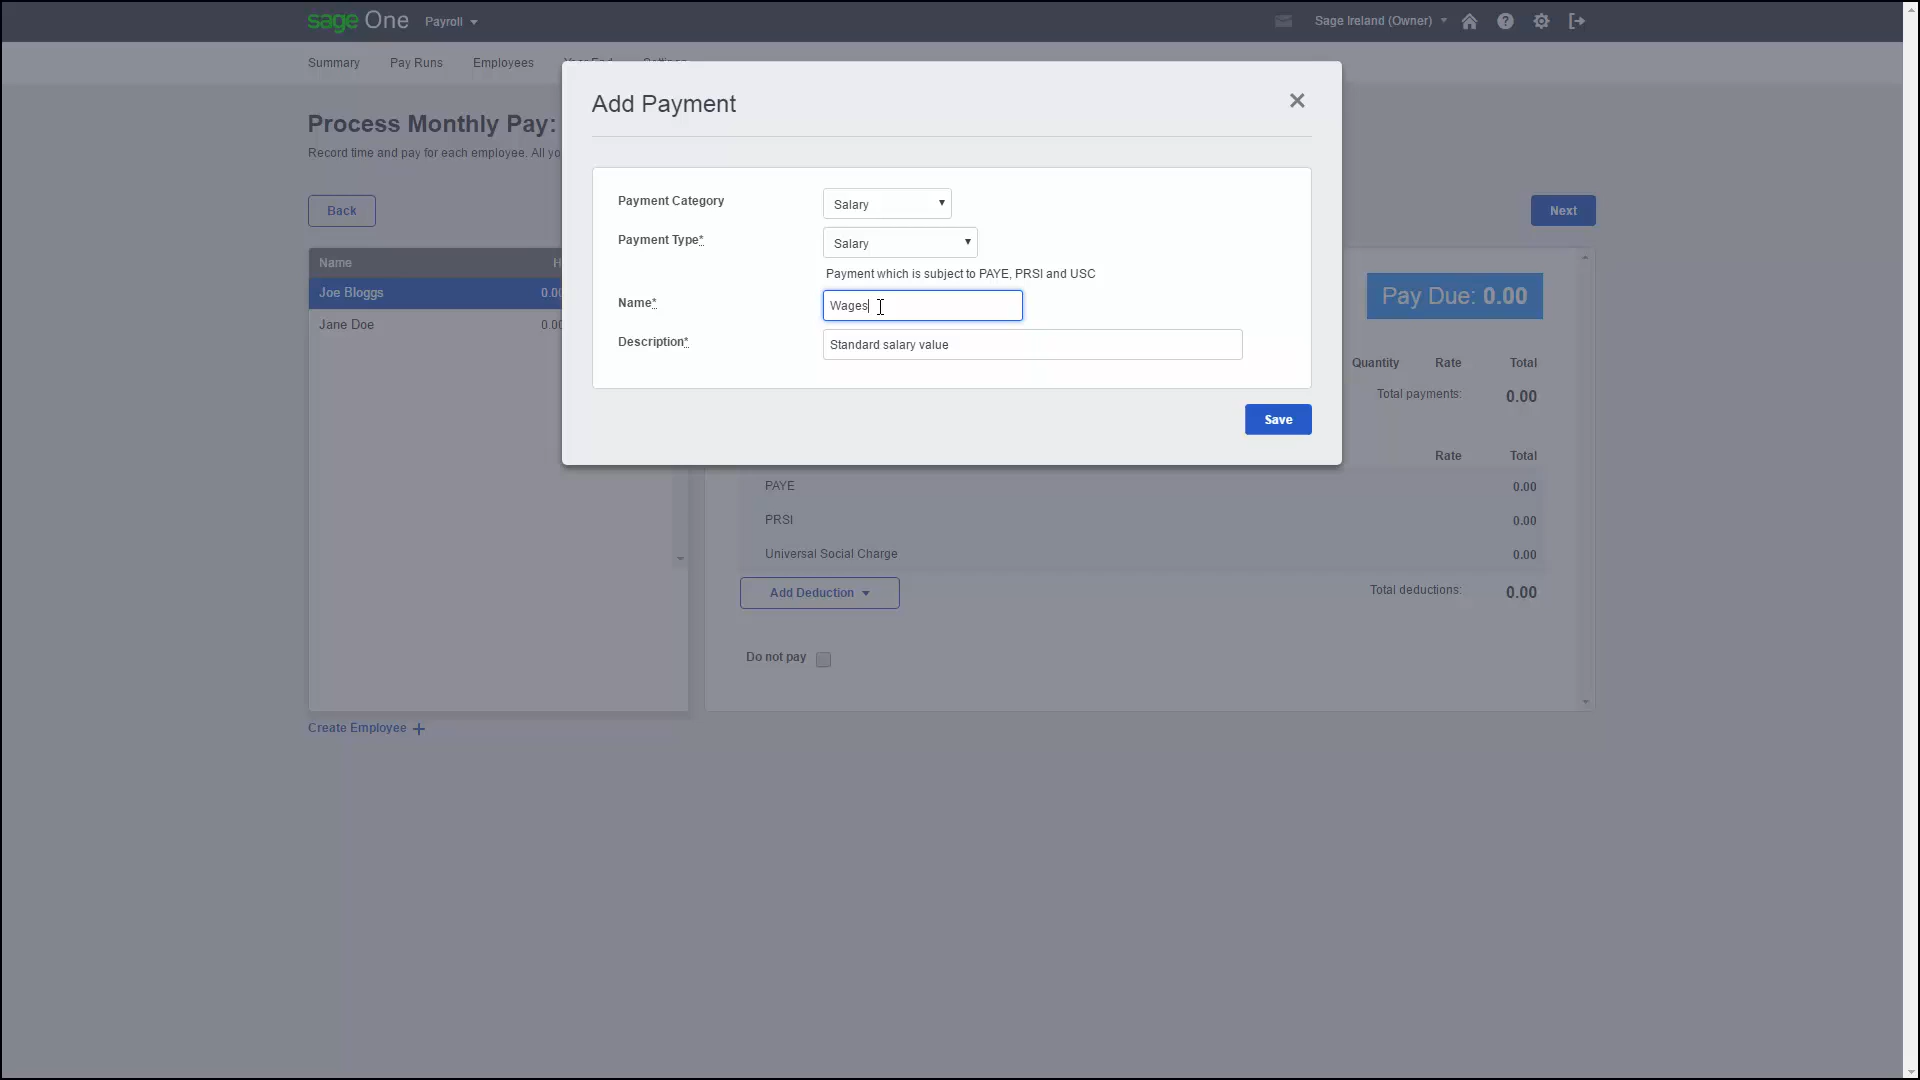 sage One Payroll
Sage Ireland (Owner)
Summary Pay Runs Employees
Add Payment
Process Monthly Pay:
Record time and pay for each employee. All yo
Payment Category Salary
Back
Next
Payment Type* Salary
Payment which is subject to PAYE, PRSI and USC
Name H
Joe Bloggs 0.00
Jane Doe 0.00
Name* Wages
Description* Standard salary value
Save
Pay Due: 0.00
Quantity Rate Total
Total payments: 0.00
Rate Total
PAYE 0.00
PRSI 0.00
Universal Social Charge 0.00
Add Deduction
Total deductions: 0.00
Do not pay
Create Employee